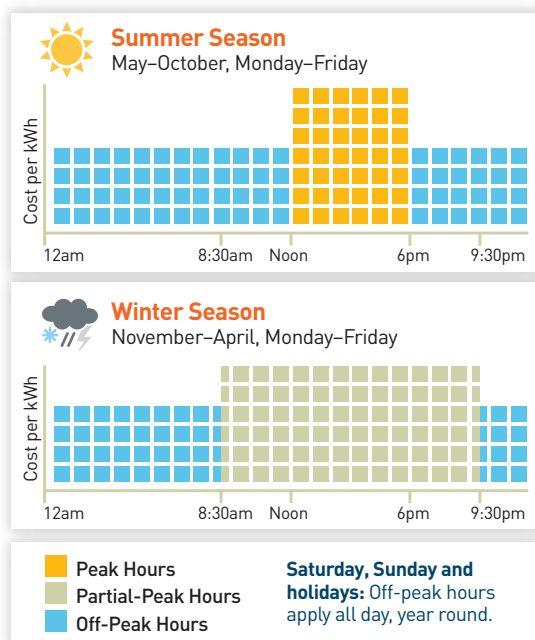 Summer Season
May–October, Monday–Friday
Cost per kWh
12am 8:30am Noon 6pm 9:30pm
Winter Season
November–April, Monday–Friday
Cost per kWh
12am 8:30am Noon 6pm 9:30pm
Peak Hours
Partial-Peak Hours
Off-Peak Hours
Saturday, Sunday and
holidays: Off-peak hours
apply all day, year round.